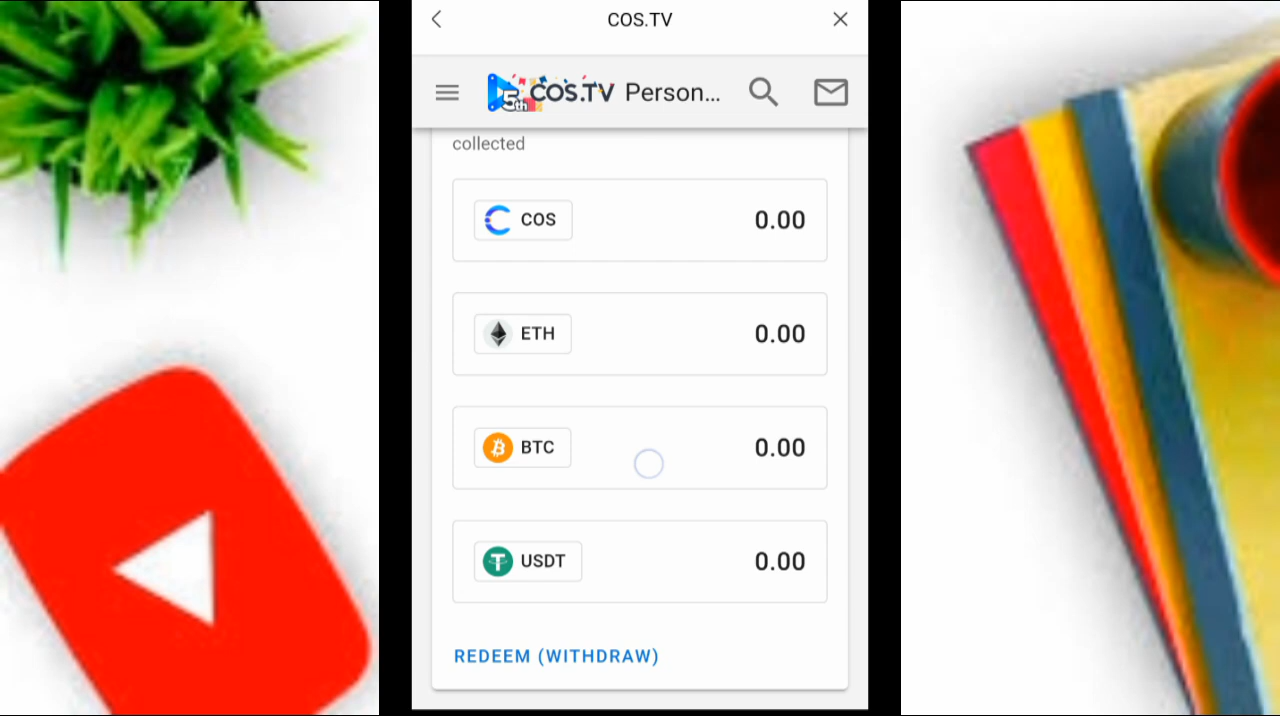 COS.TV
5th COS.TV Person...
collected
COS 0.00
ETH 0.00
BTC 0.00
USDT 0.00
REDEEM (WITHDRAW)